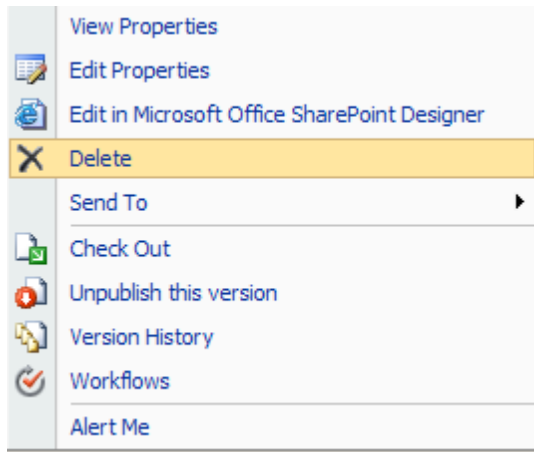 View Properties
Edit Properties
Edit in Microsoft Office SharePoint Designer
Delete
Send To
Check Out
Unpublish this version
Version History
Workflows
Alert Me